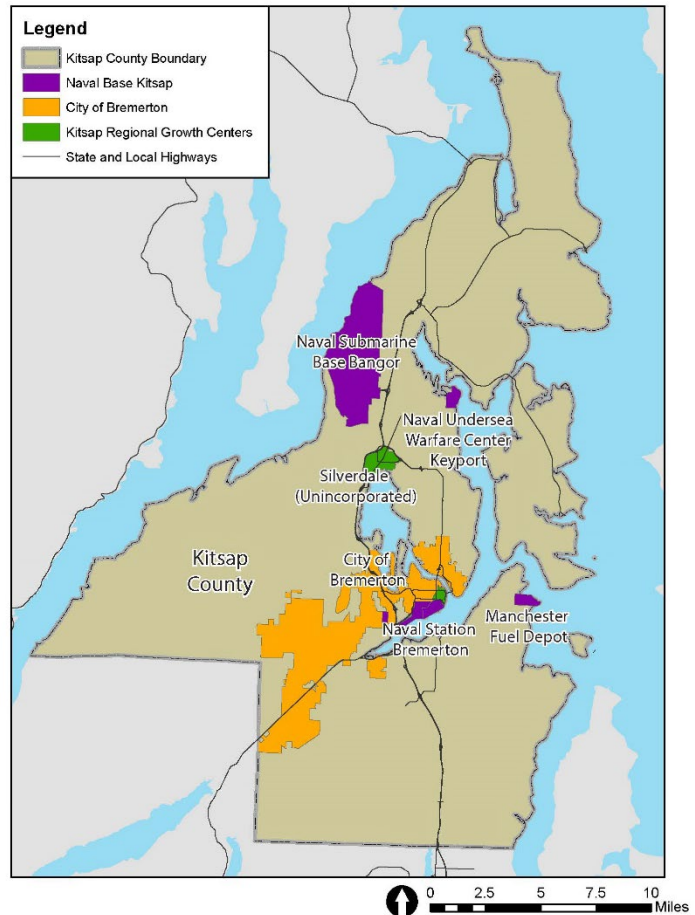 Legend
Kitsap County Boundary
Naval Base Kitsap
City of Bremerton
Kitsap Regional Growth Centers
State and Local Highways
Naval Submarine
Base Bangor
Naval Undersea
Warfare Center
Keyport
Silverdale
(Unincorporated)
Kitsap
County
City of
Bremerton
Naval Station
Bremerton
Manchester
Fuel Depot
0 2.5 5 7.5 10
Miles